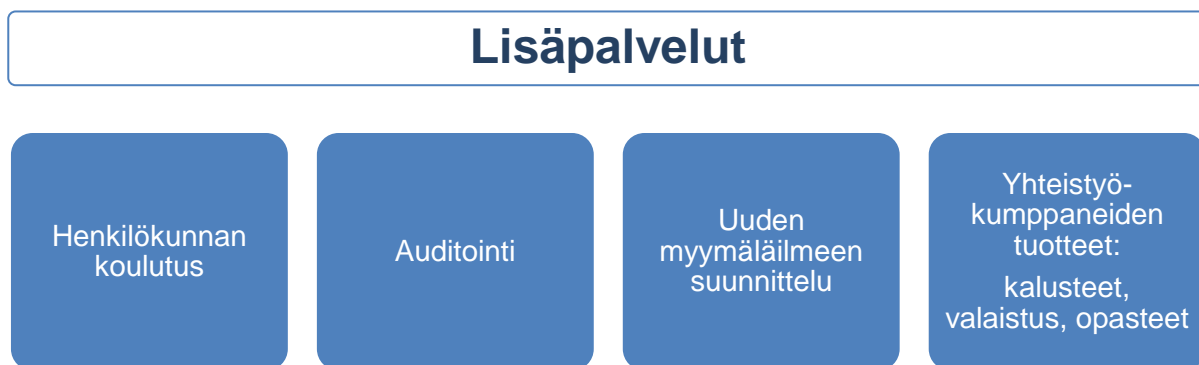 Lisäpalvelut
Henkilökunnan
koulutus
Auditointi
Uuden
myymäläilmeen
suunnittelu
Yhteistyö-
kumppaneiden
tuotteet:
kalusteet,
valaistus, opasteet